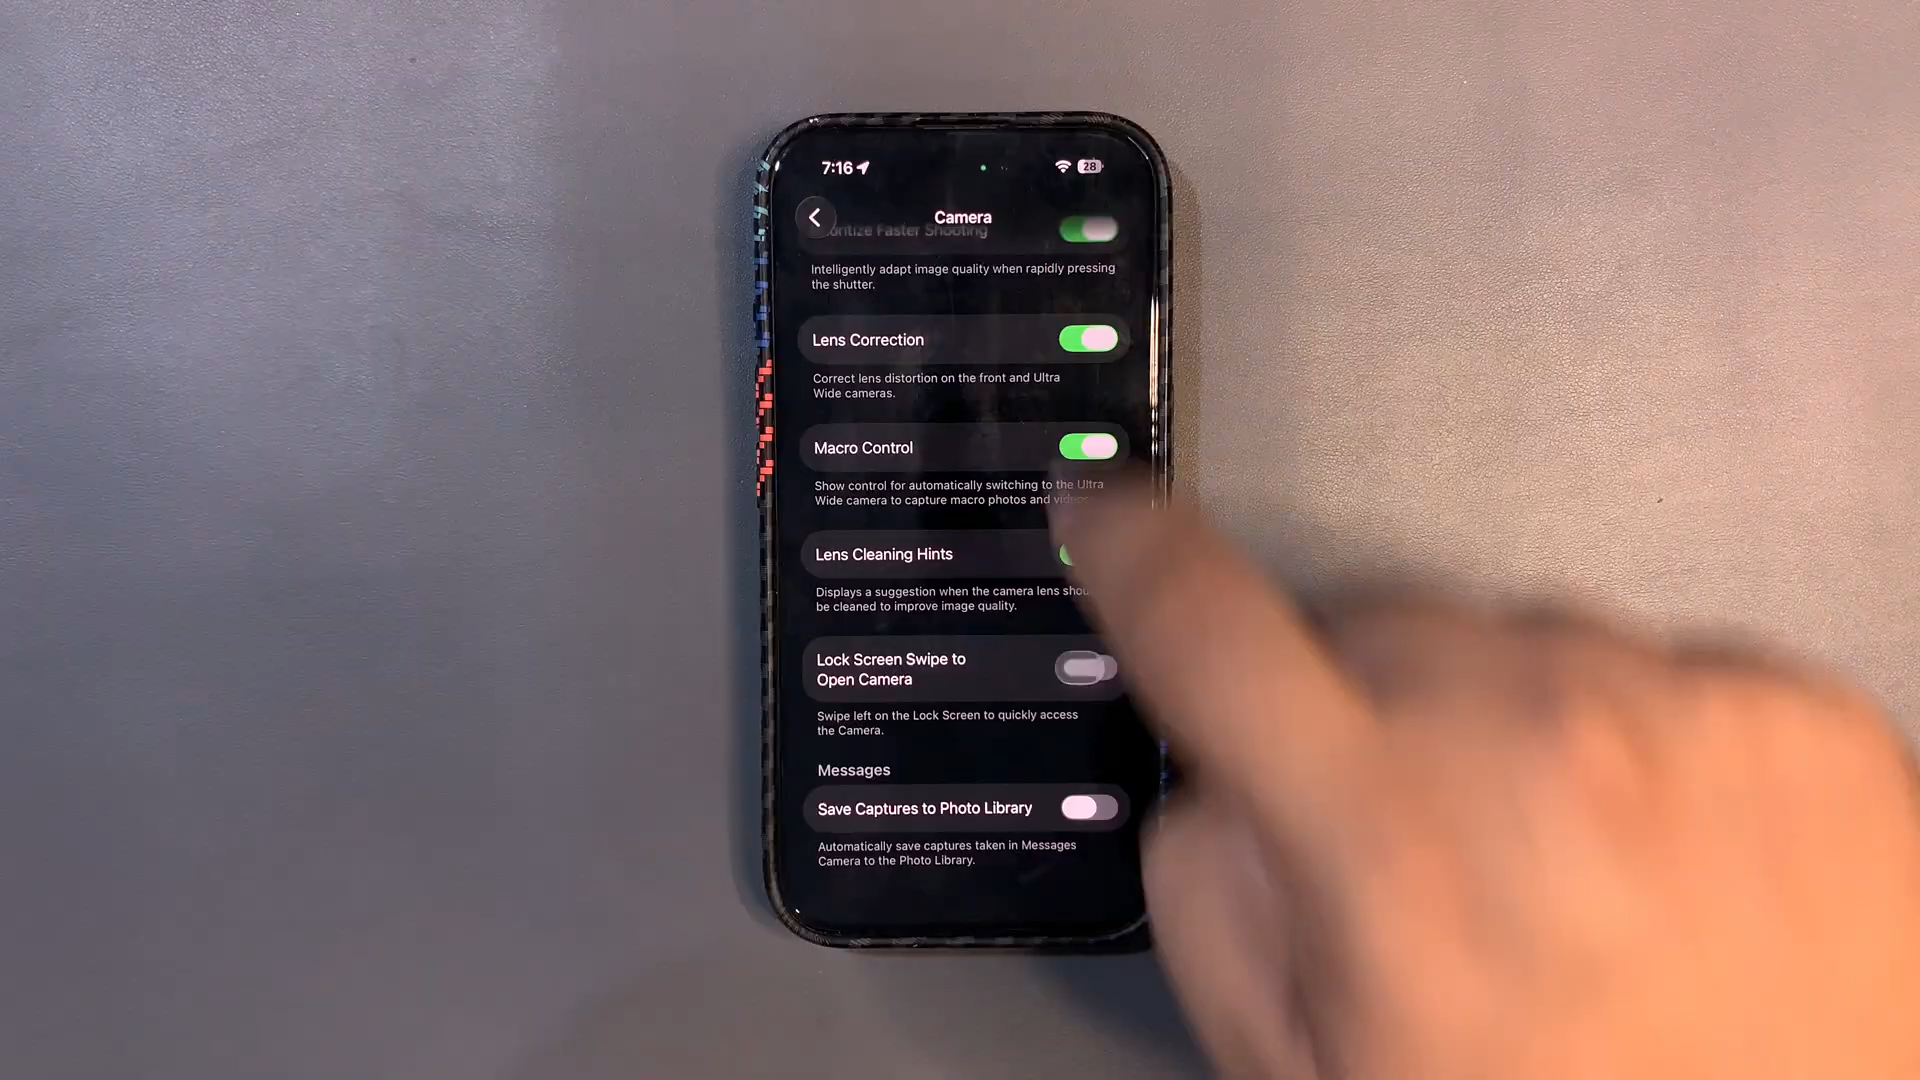 7:16
28
Camera
Faster Shooting
Intelligently adapt image quality when rapidly pressing
the shutter.
Lens Correction
Correct lens distortion on the front and Ultra
Wide cameras.
Macro Control
Show control for automatically switching to the Ultra
Wide camera to capture macro photos and videos
Lens Cleaning Hints
Displays a suggestion when the camera lens
be cleaned to improve image quality.
Lock Screen Swipe to
Open Camera
Swipe left on the Lock Screen to quickly access
the Camera.
Messages
Save Captures to Photo Library
Automatically save captures taken in Messages
Camera to the Photo Library.